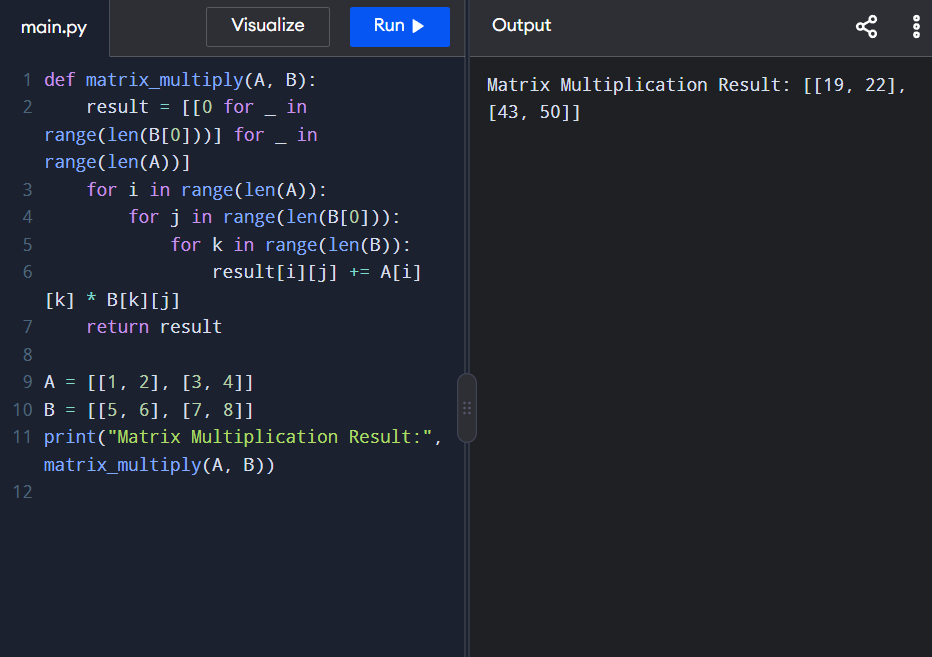 main.py
Visualize
Run
Output
1 def matrix_multiply(A, B):
2     result = [[0 for _ in
range(len(B[0]))] for _ in
range(len(A))]
3     for i in range(len(A)):
4         for j in range(len(B[0])):
5             for k in range(len(B)):
6                 result[i][j] += A[i]
[k] * B[k][j]
7     return result
8
9 A = [[1, 2], [3, 4]]
10 B = [[5, 6], [7, 8]]
11 print("Matrix Multiplication Result:",
matrix_multiply(A, B))
12
Matrix Multiplication Result: [[19, 22],
[43, 50]]